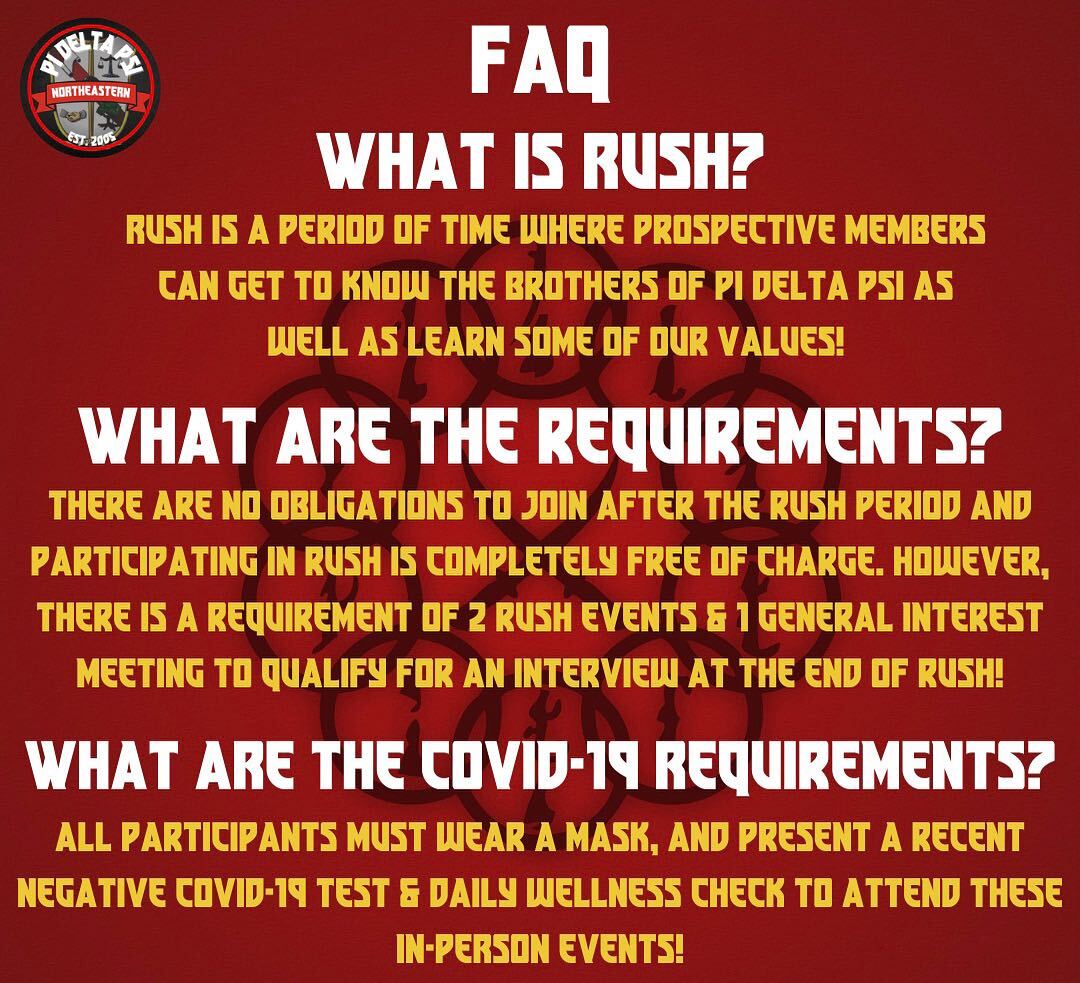 PI DELTA PSI
NORTHEASTERN
EST. 2005
FAQ
WHAT IS RUSH?
RUSH IS A PERIOD OF TIME WHERE PROSPECTIVE MEMBERS
CAN GET TO KNOW THE BROTHERS OF PI DELTA PSI AS
WELL AS LEARN SOME OF OUR VALUES!
WHAT ARE THE REQUIREMENTS?
THERE ARE NO OBLIGATIONS TO JOIN AFTER THE RUSH PERIOD AND
PARTICIPATING IN RUSH IS COMPLETELY FREE OF CHARGE. HOWEVER,
THERE IS A REQUIREMENT OF 2 RUSH EVENTS & 1 GENERAL INTEREST
MEETING TO QUALIFY FOR AN INTERVIEW AT THE END OF RUSH!
WHAT ARE THE COVID-19 REQUIREMENTS?
ALL PARTICIPANTS MUST WEAR A MASK, AND PRESENT A RECENT
NEGATIVE COVID-19 TEST & DAILY WELLNESS CHECK TO ATTEND THESE
IN-PERSON EVENTS!